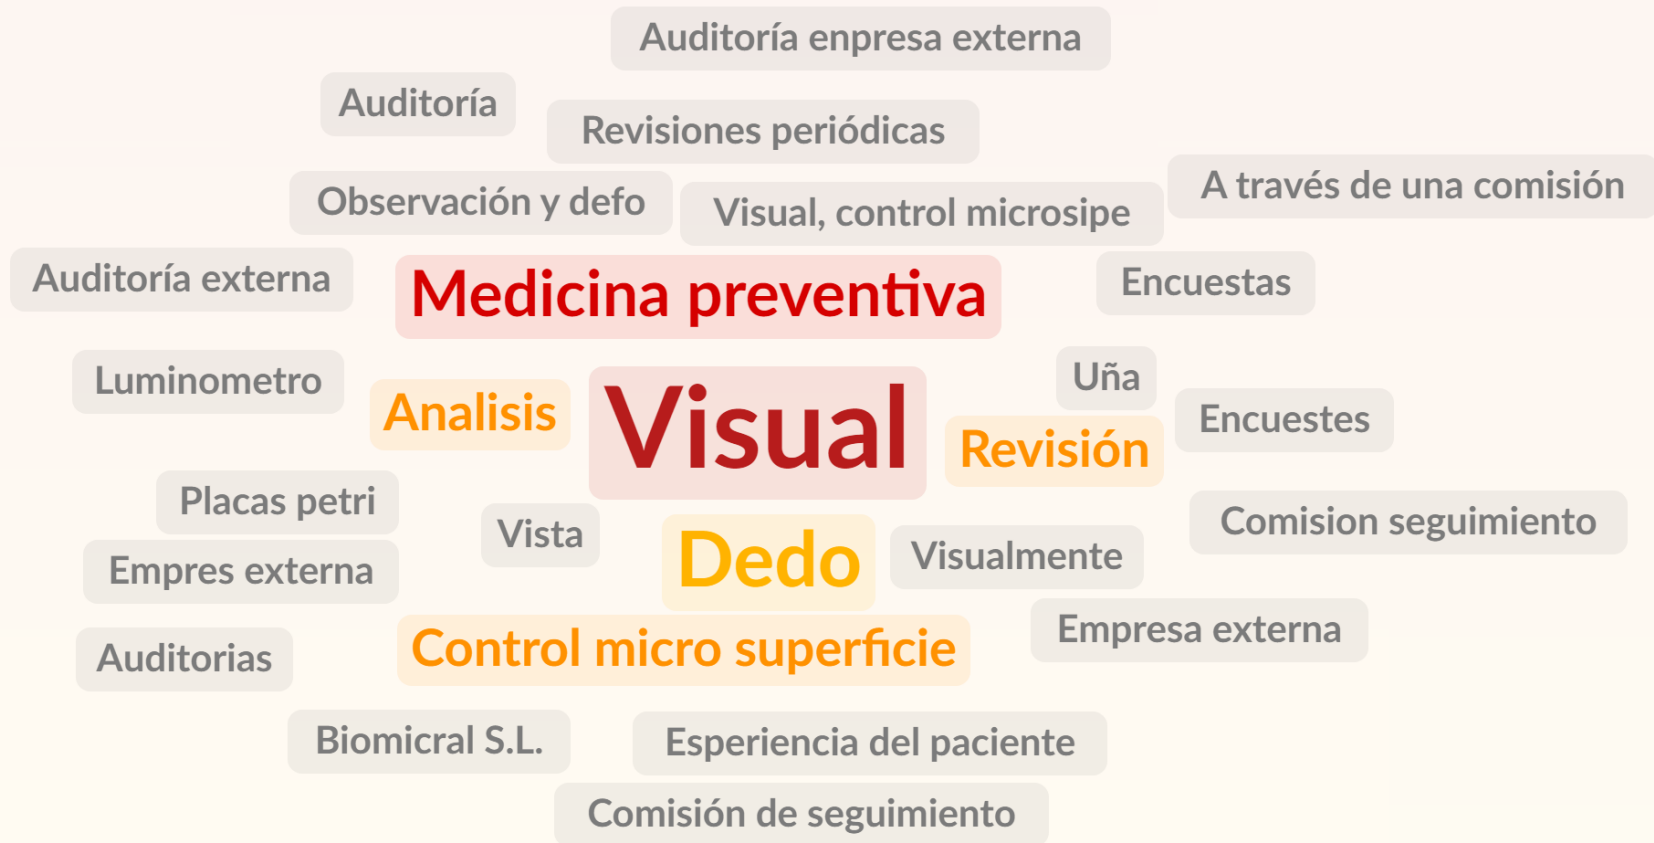 Auditoría enpresa externa
Auditoría
Revisiones periódicas
A través de una comisión
Observación y defo
Visual, control microsipe
Auditoría externa
Medicina preventiva
Encuestas
Luminometro
Analisis
Visual
Uña
Revisión
Encuestes
Placas petri
Vista
Dedo
Visualmente
Comision seguimiento
Empres externa
Auditorias
Control micro superficie
Empresa externa
Biomicral S.L.
Esperiencia del paciente
Comisión de seguimiento